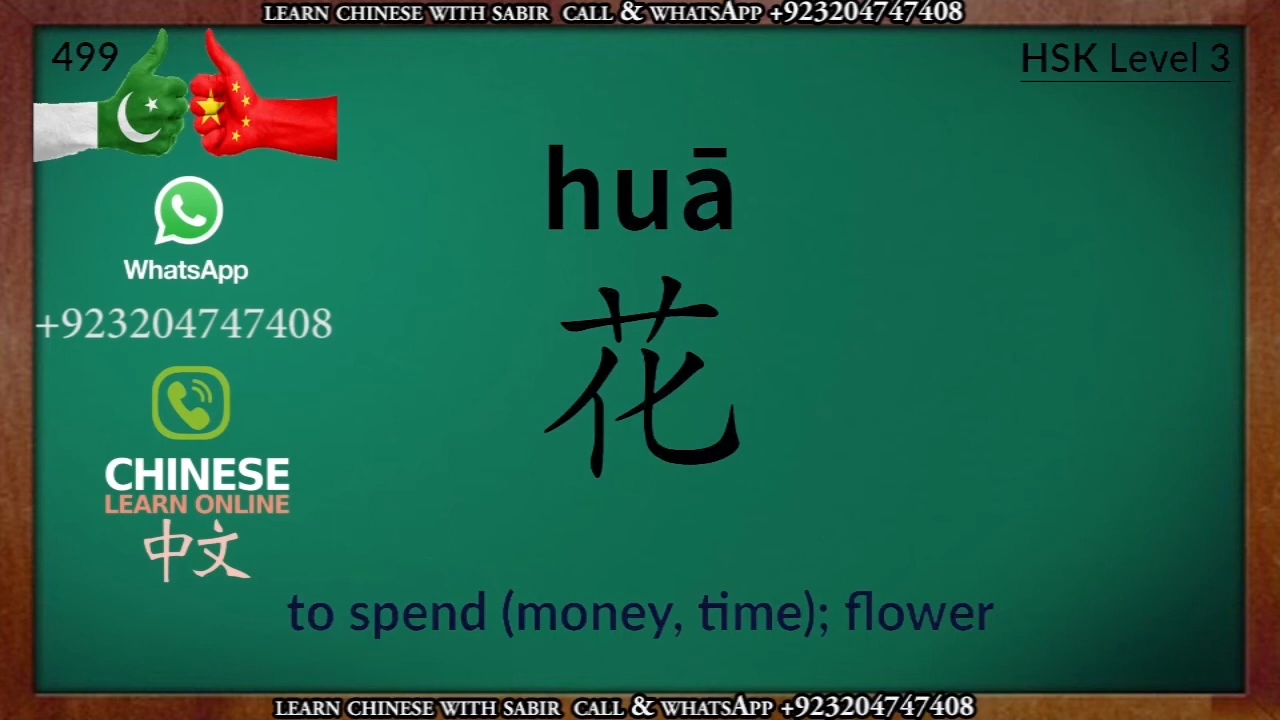 LEARN CHINESE WITH SABIR CALL & WHATSAPP +923204747408
499
HSK Level 3
huā
WhatsApp
花
+923204747408
CHINESE
LEARN ONLINE
中文
to spend (money, time); flower
LEARN CHINESE WITH SABIR CALL & WHATSAPP +923204747408